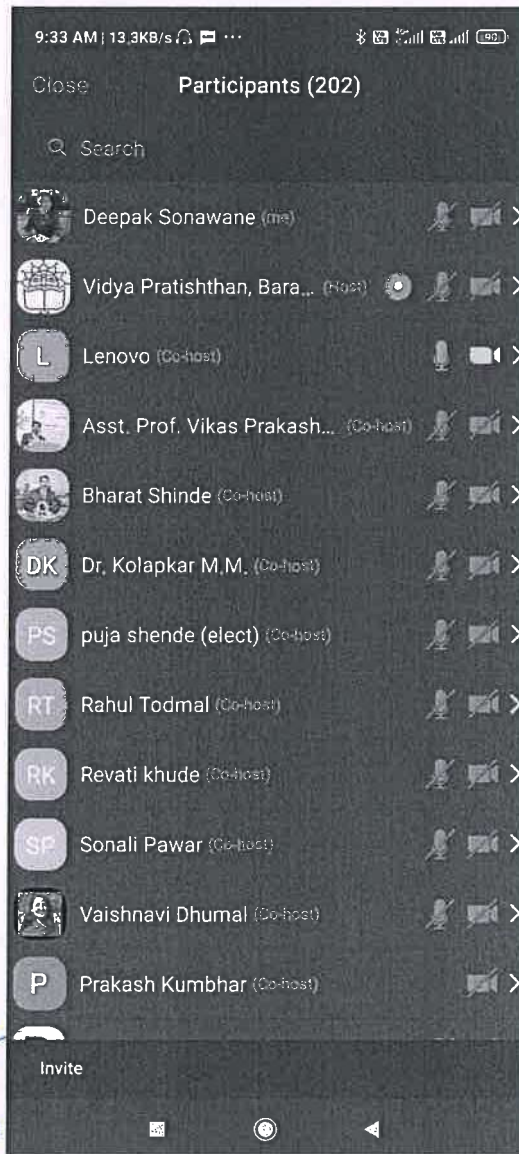 9:33 AM | 13.3KB/s ...
Close Participants (202)
Search
Deepak Sonawane (me)
Vidya Pratishthan, Bara... (Host)
L Lenovo (Co-host)
Asst. Prof. Vikas Prakash... (Co-host)
Bharat Shinde (Co-host)
DK Dr. Kolapkar M.M. (Co-host)
PS puja shende (elect) (Co-host)
RT Rahul Todmal (Co-host)
RK Revati khude (Co-host)
SP Sonali Pawar (Co-host)
Vaishnavi Dhumal (Co-host)
P Prakash Kumbhar (Co-host)
Invite